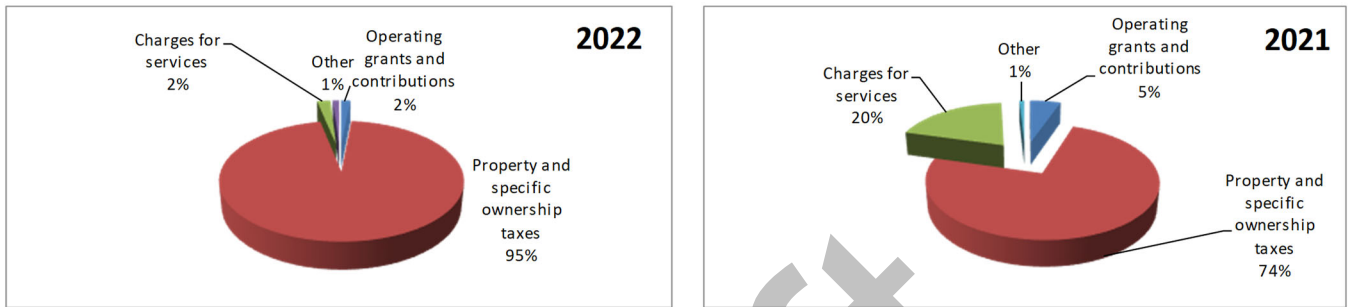 2022
Charges for
services
2%
Other
1%
Operating
grants and
contributions
2%
Property and
specific
ownership
taxes
95%
2021
Charges for
services
20%
Other
1%
Operating
grants and
contributions
5%
Property and
specific
ownership
taxes
74%